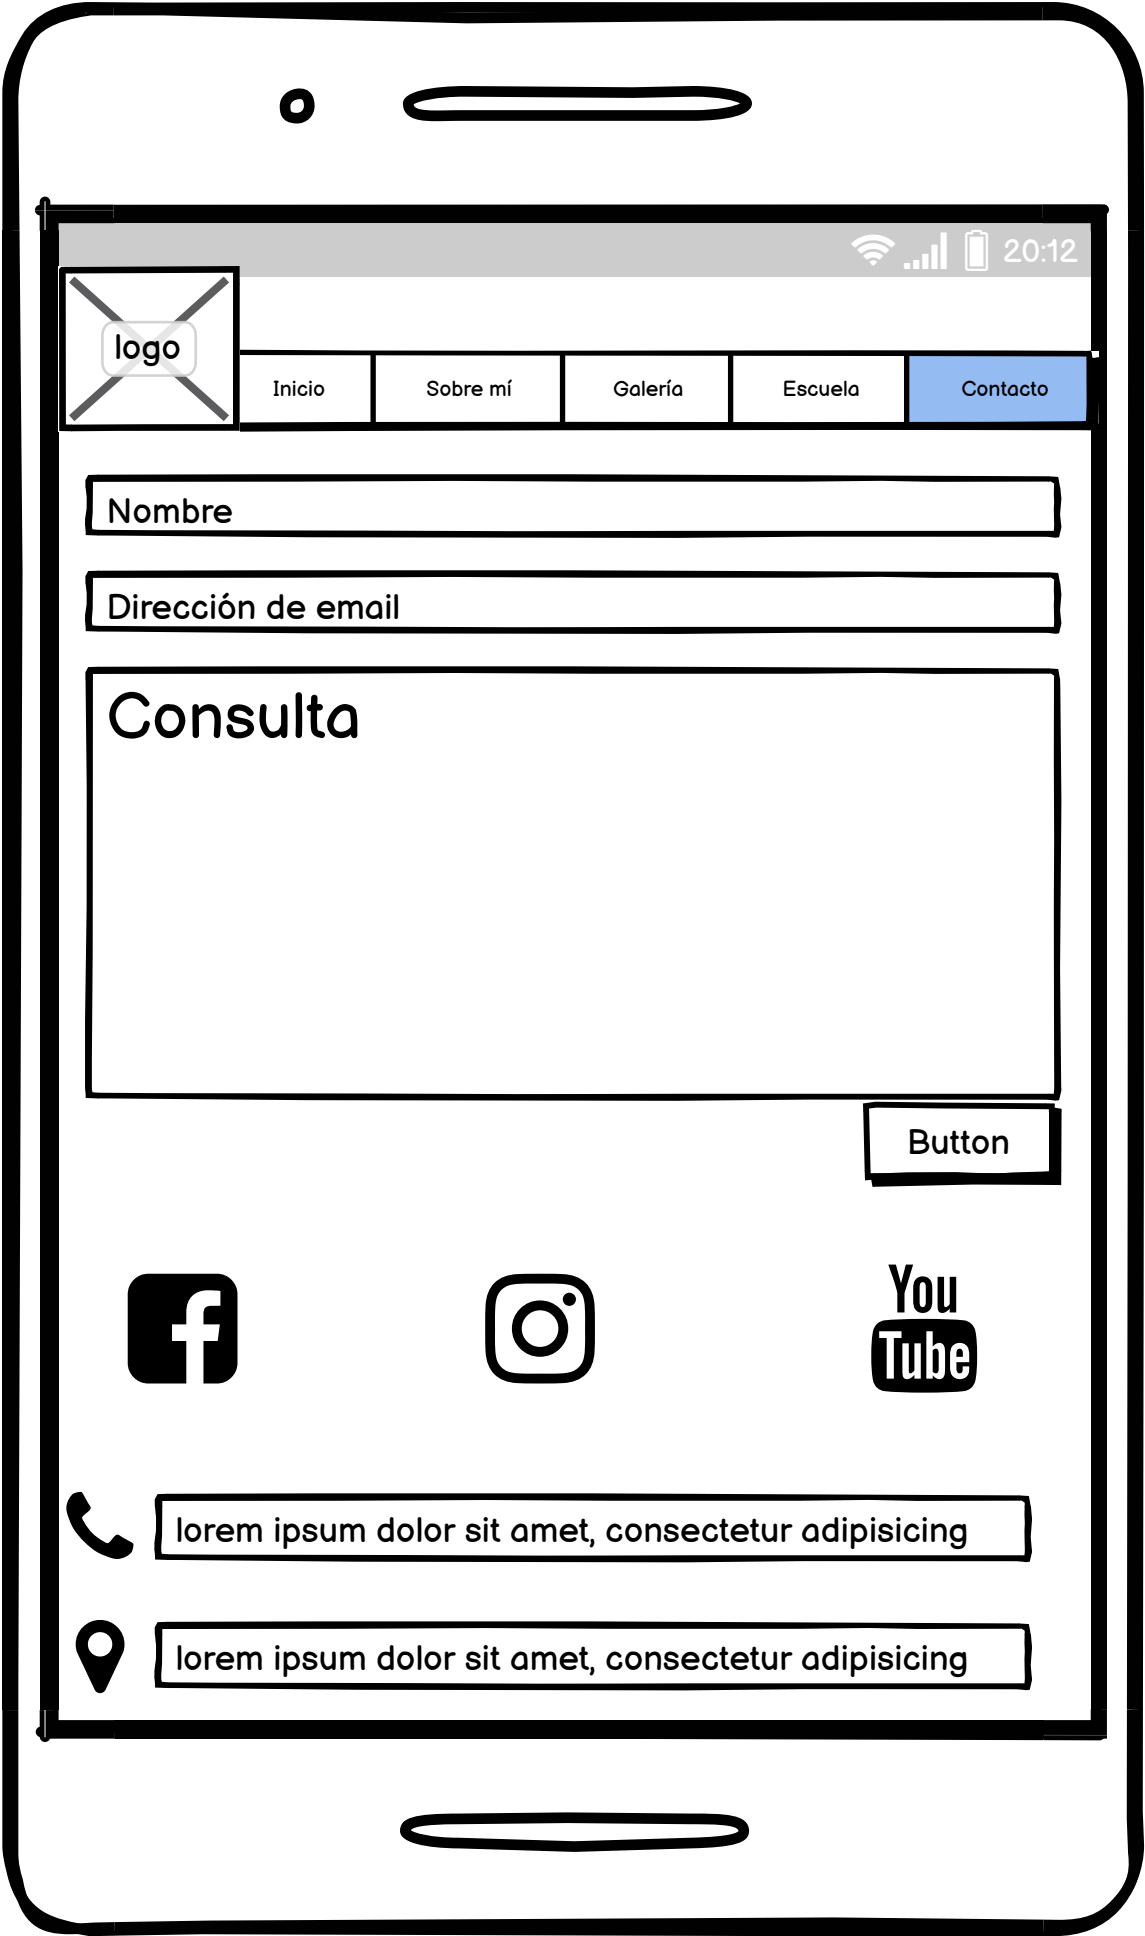 20:12
logo
Inicio Sobre mí Galería Escuela Contacto
Nombre
Dirección de email
Consulta
Button
You
Tube
lorem ipsum dolor sit amet, consectetur adipisicing
lorem ipsum dolor sit amet, consectetur adipisicing